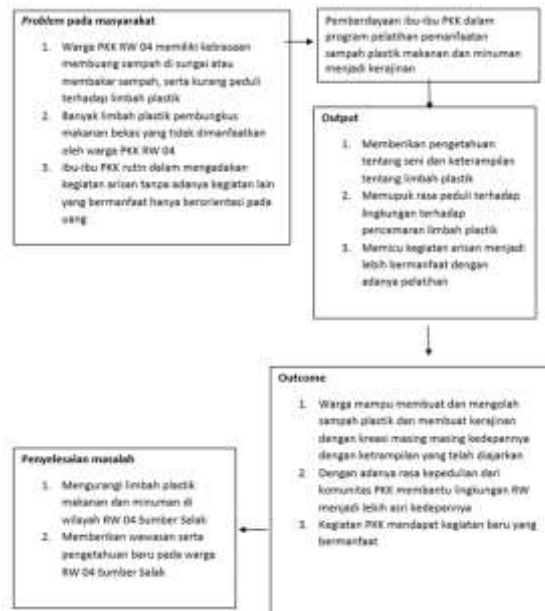 Problem pada masyarakat
1. Warga PKK RW 04 memiliki kebiasaan
membuang sampah di sungai atau
membakar sampah, serta kurang peduli
terhadap limbah plastik
2. Banyak limbah plastik pembungkus
makanan bekas yang tidak dimanfaatkan
oleh warga PKK RW 04
3. Ibu-ibu PKK rutin dalam mengadakan
kegiatan arisan tanpa adanya kegiatan lain
yang bermanfaat hanya berorientasi pada
uang
Pemberdayaan ibu-ibu PKK dalam
program pelatihan pemanfaatan
sampah plastik makanan dan minuman
menjadi kerajinan
Output
1. Memberikan pengetahuan
tentang seni dan keterampilan
tentang limbah plastik
2. Memupuk rasa peduli terhadap
lingkungan terhadap
pencemaran limbah plastik
3. Memicu kegiatan arisan menjadi
lebih bermanfaat dengan
adanya pelatihan
Outcome
1. Warga mampu membuat dan mengolah
sampah plastik dan membuat kerajinan
dengan kreasi masing masing kedepannya
dengan ketrampilan yang telah diajarkan
2. Dengan adanya rasa kepedulian dari
komunitas PKK membantu lingkungan RW
menjadi lebih asri kedepannya
3. Kegiatan PKK mendapat kegiatan baru yang
bermanfaat
Penyelesaian masalah
1. Mengurangi limbah plastik
makanan dan minuman di
wilayah RW 04 Sumber Salak
2. Memberikan wawasan serta
pengetahuan baru pada warga
RW 04 Sumber Salak